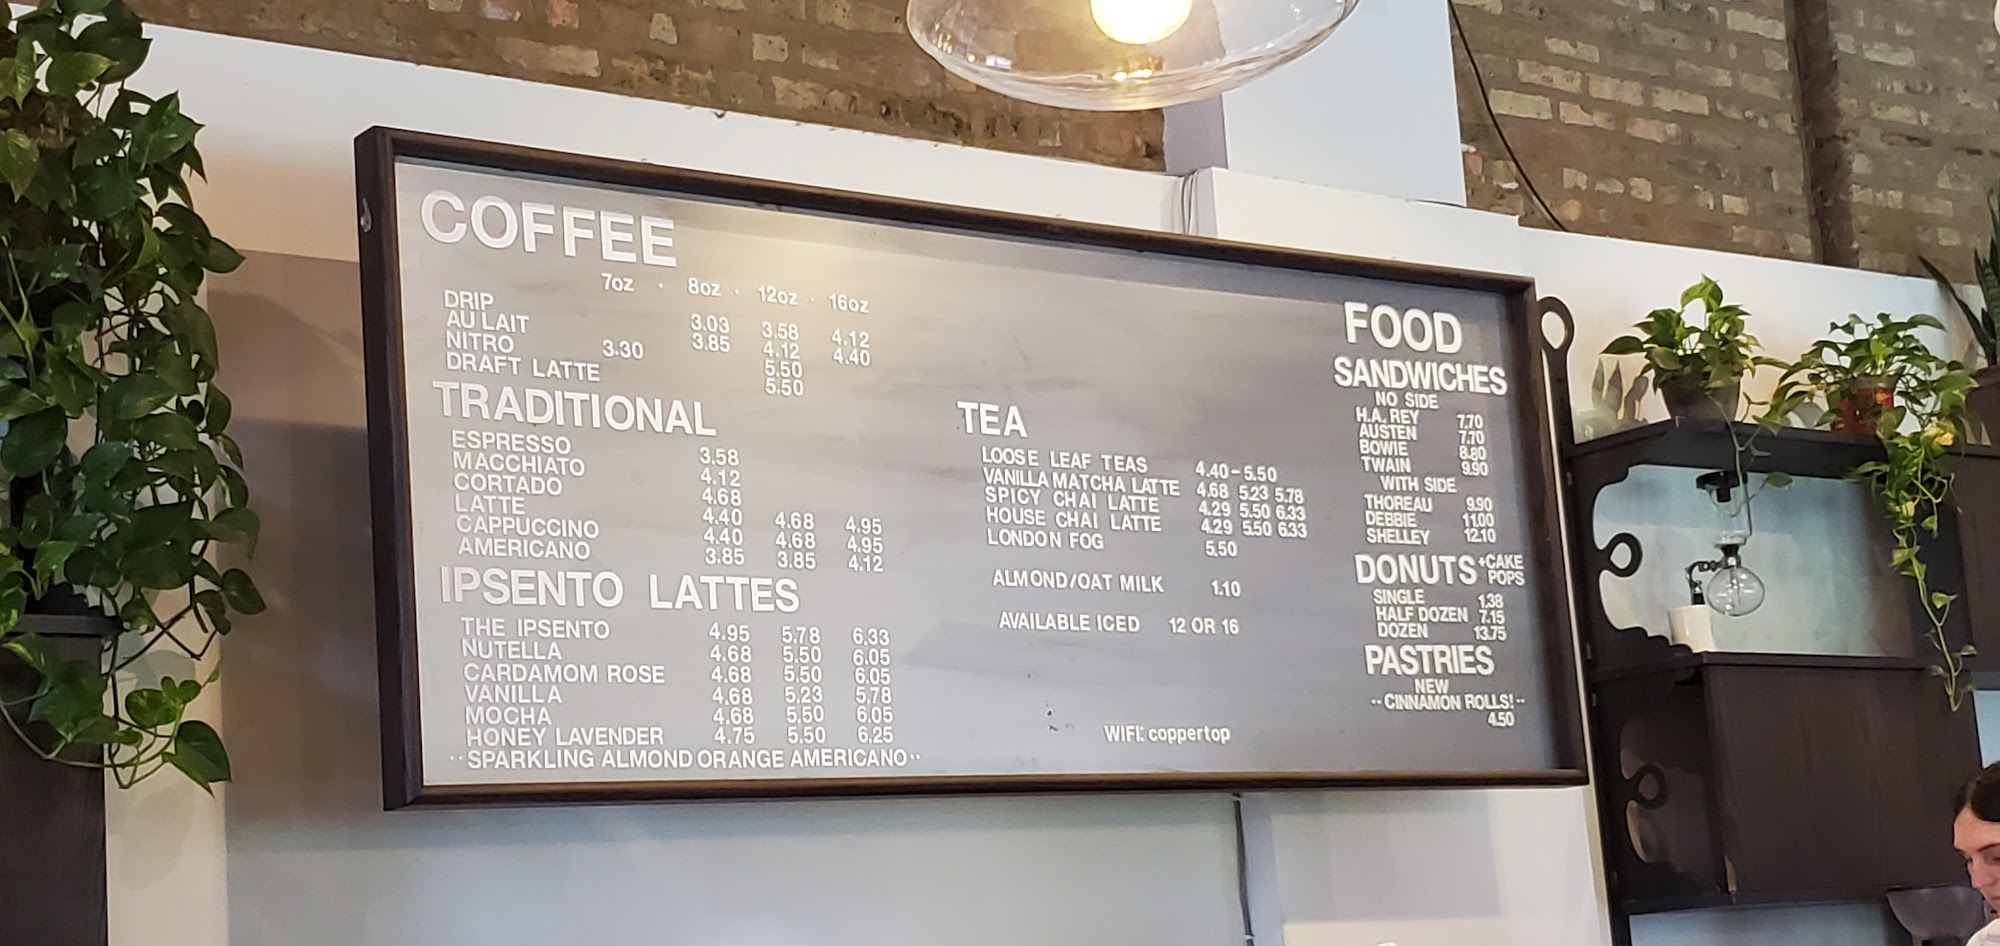 COFFEE
7oz · 8oz · 12oz · 16oz
DRIP 3.03 3.58 4.12
AU LAIT 3.85 4.12 4.40
NITRO 3.30 5.50
DRAFT LATTE 5.50
TRADITIONAL
ESPRESSO 3.58
MACCHIATO 4.12
CORTADO 4.68
LATTE 4.40 4.68 4.95
CAPPUCCINO 4.40 4.68 4.95
AMERICANO 3.85 3.85 4.12
IPSENTO LATTES
THE IPSENTO 4.95 5.78 6.33
NUTELLA 4.68 5.50 6.05
CARDAMOM ROSE 4.68 5.50 6.05
VANILLA 4.68 5.23 5.78
MOCHA 4.68 5.50 6.05
HONEY LAVENDER 4.75 5.50 6.25
··SPARKLING ALMOND ORANGE AMERICANO··
TEA
LOOSE LEAF TEAS 4.40-5.50
VANILLA MATCHA LATTE 4.68 5.23 5.78
SPICY CHAI LATTE 4.29 5.50 6.33
HOUSE CHAI LATTE 4.29 5.50 6.33
LONDON FOG 5.50
ALMOND/OAT MILK 1.10
AVAILABLE ICED 12 OR 16
WIFI: coppertop
FOOD
SANDWICHES
NO SIDE
H.A. REY 7.70
AUSTEN 7.70
BOWIE 8.80
TWAIN 9.90
WITH SIDE
THOREAU 9.90
DEBBIE 11.00
SHELLEY 12.10
DONUTS +CAKE POPS
SINGLE 1.38
HALF DOZEN 7.15
DOZEN 13.75
PASTRIES
NEW
··CINNAMON ROLLS!··
4.50